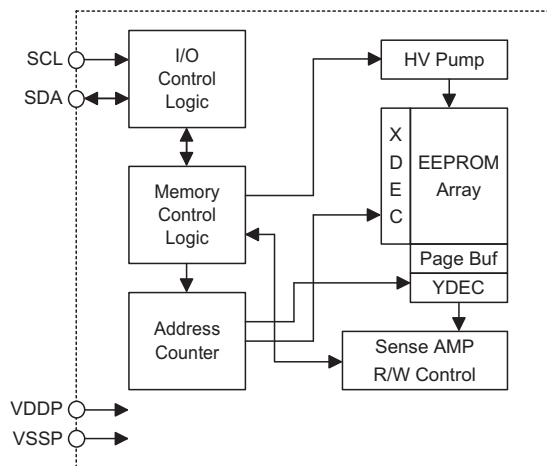 SCL
SDA
I/O
Control
Logic
HV Pump
X
D
E
C
EEPROM
Array
Memory
Control
Logic
Page Buf
YDEC
Address
Counter
Sense AMP
R/W Control
VDDP
VSSP